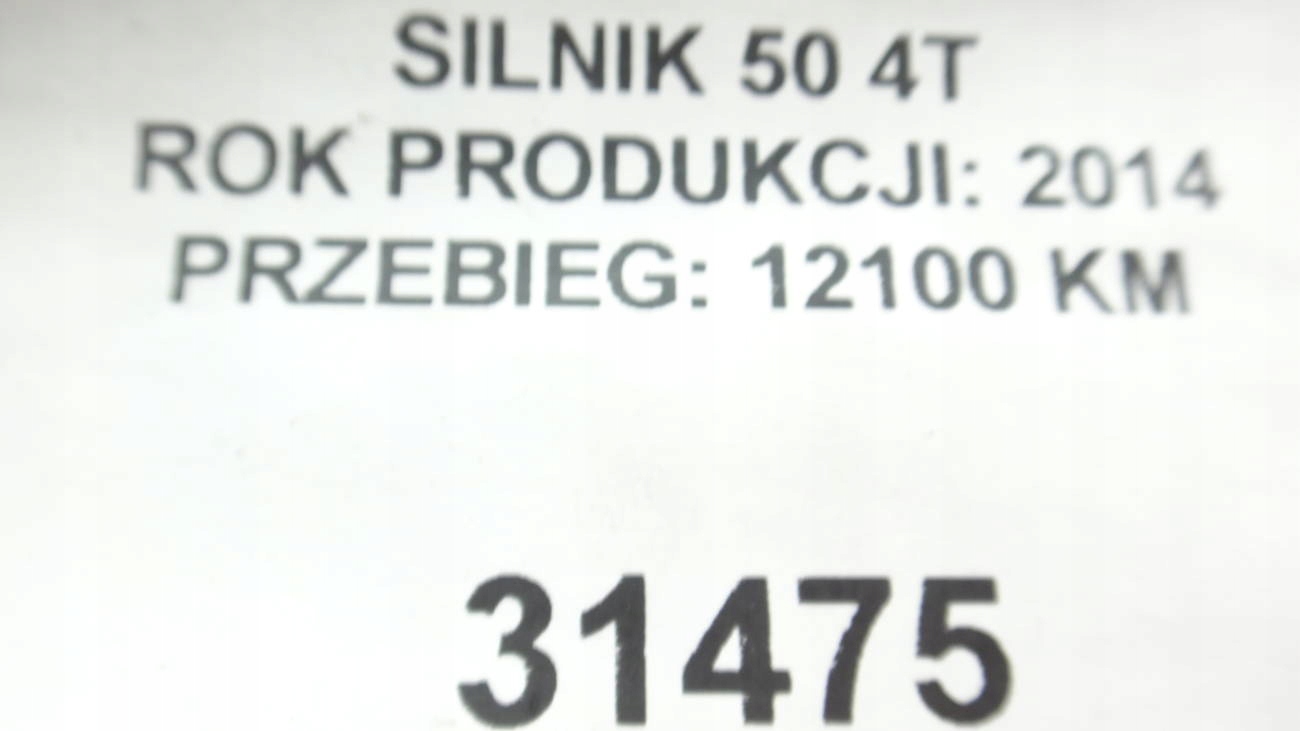 SILNIK 50 4T
ROK PRODUKCJI: 2014
PRZEBIEG: 12100 KM
31475